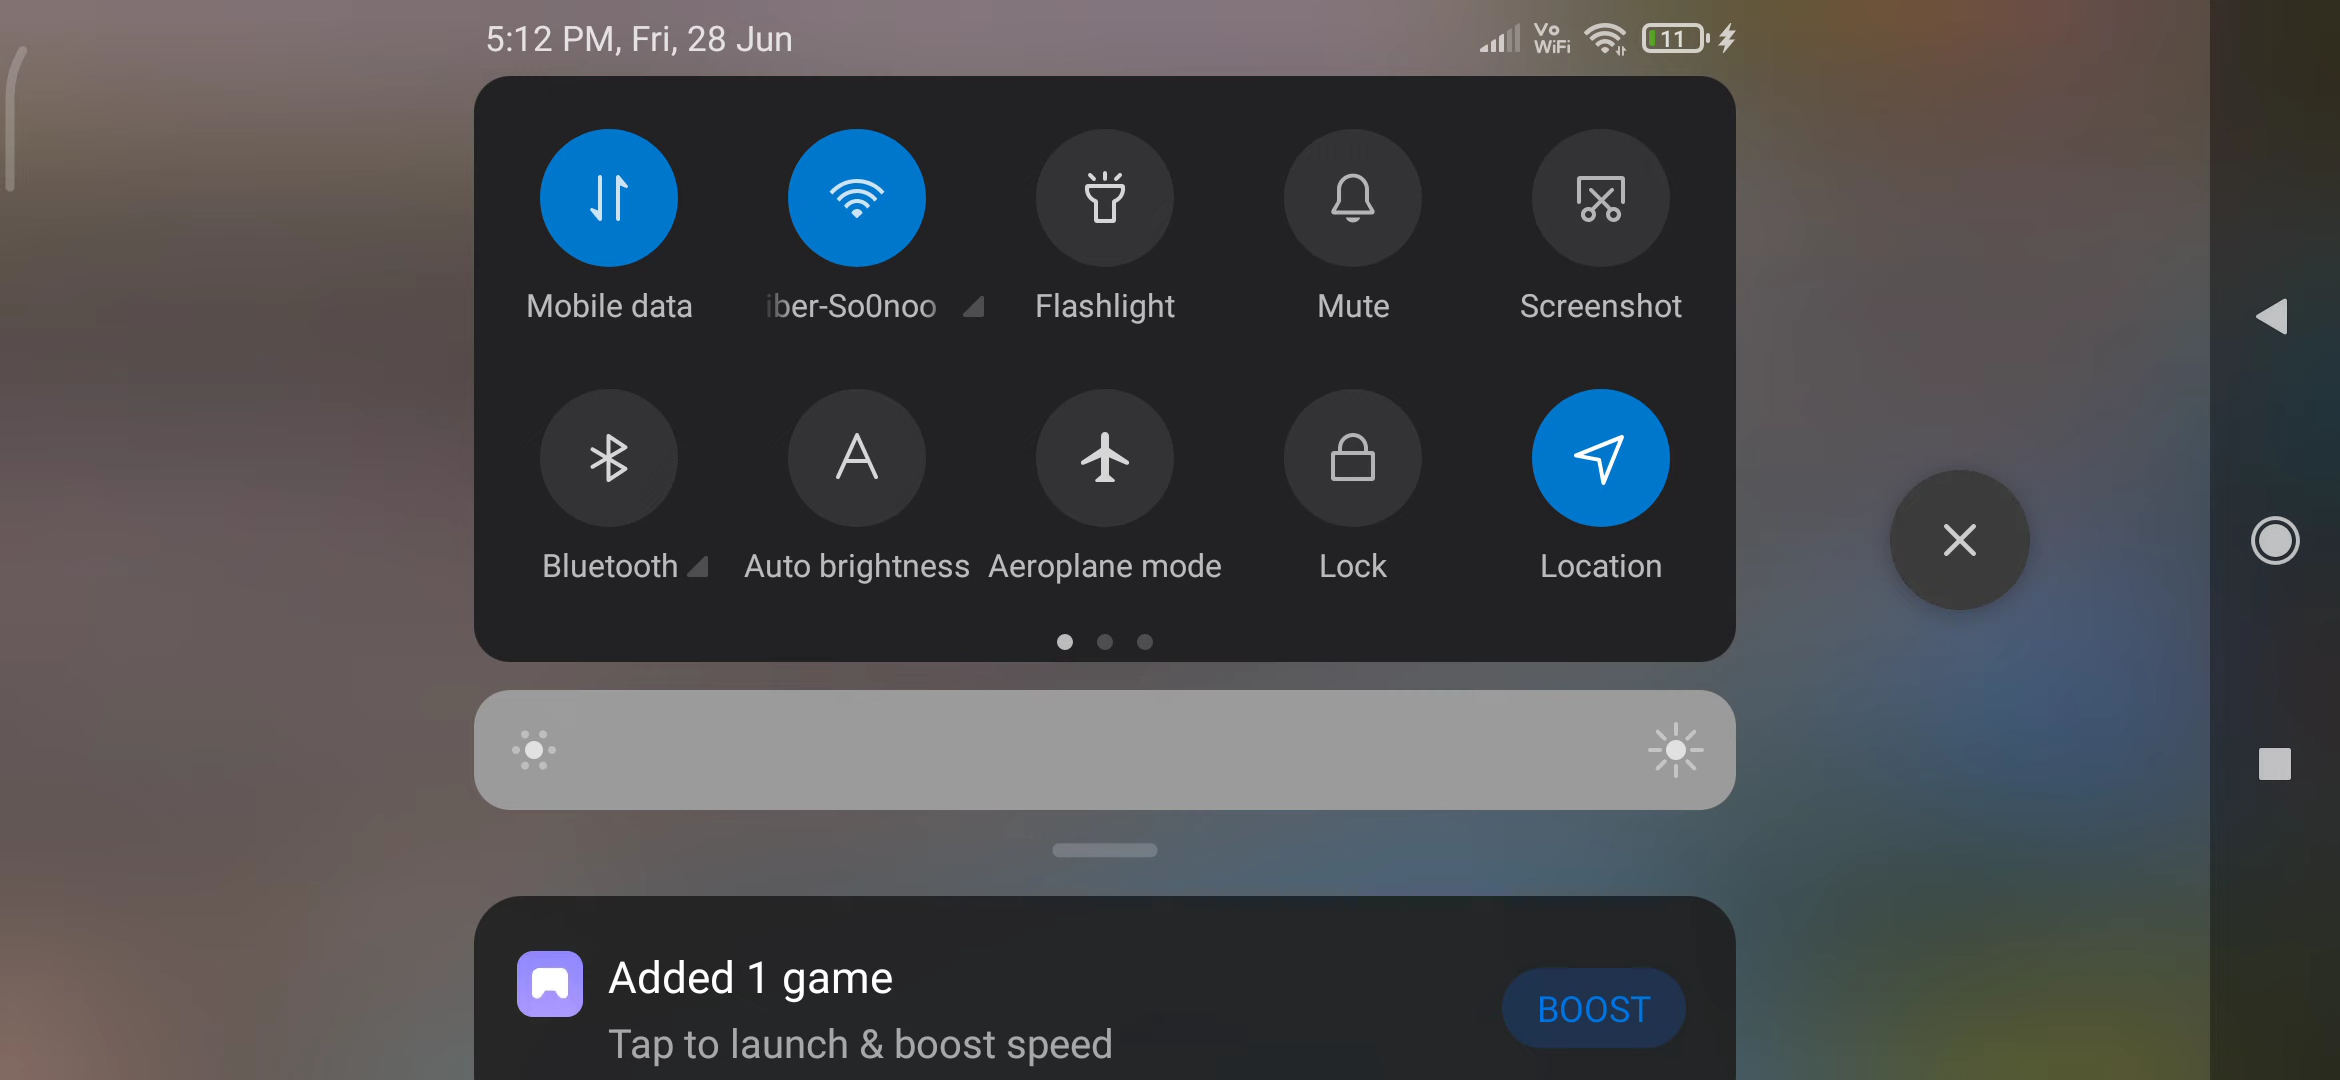 5:12 PM, Fri, 28 Jun
Vo
WiFi
11
Mobile data
iber-So0noo
Flashlight
Mute
Screenshot
Bluetooth
Auto brightness
Aeroplane mode
Lock
Location
Added 1 game
Tap to launch & boost speed
BOOST